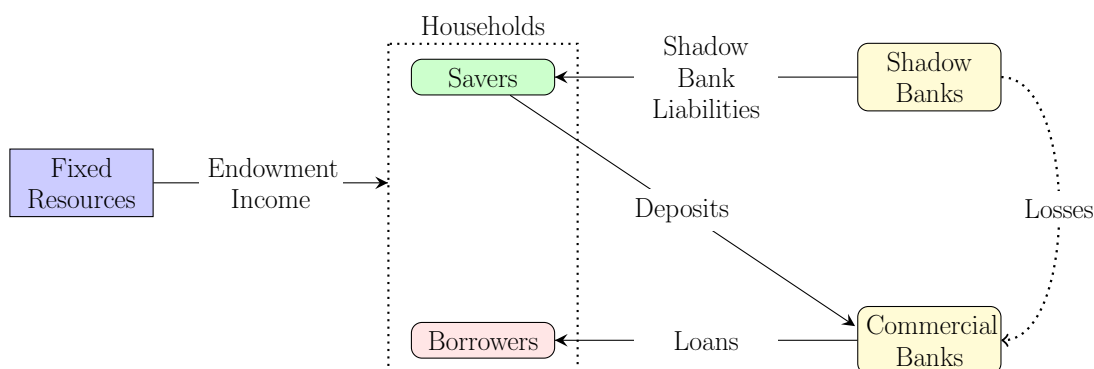 Households
Savers
Shadow
Bank
Liabilities
Shadow
Banks
Fixed
Resources
Endowment
Income
Deposits
Losses
Borrowers
Loans
Commercial
Banks